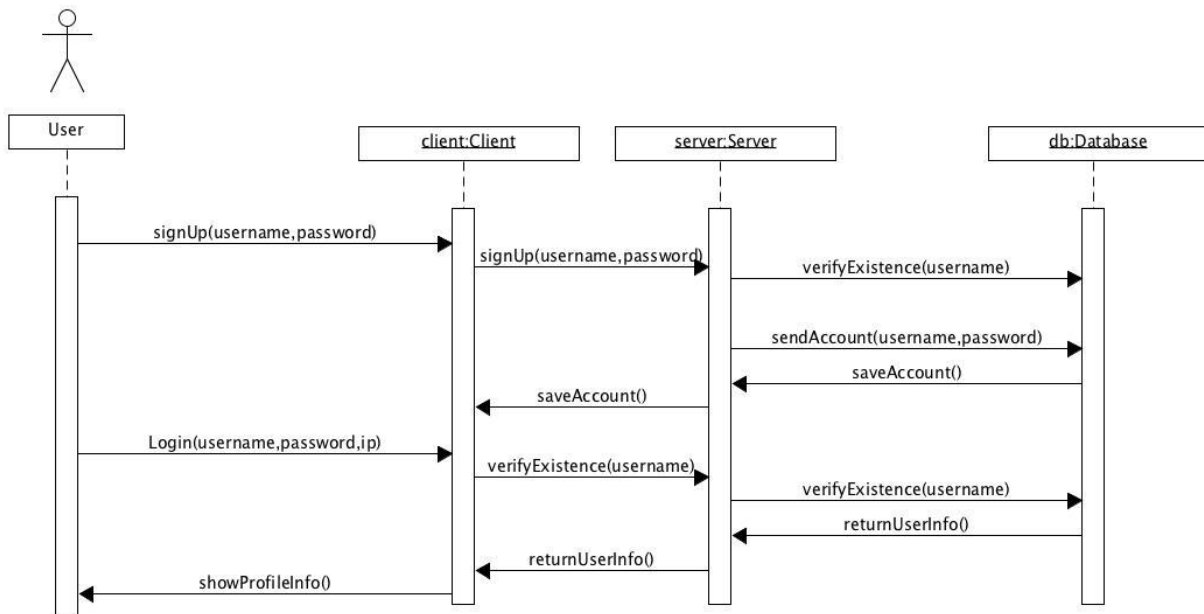 User
client:Client
server:Server
db:Database
signUp(username,password)
signUp(username,password)
verifyExistence(username)
sendAccount(username,password)
saveAccount()
saveAccount()
Login(username,password,ip)
verifyExistence(username)
verifyExistence(username)
returnUserInfo()
returnUserInfo()
showProfileInfo()